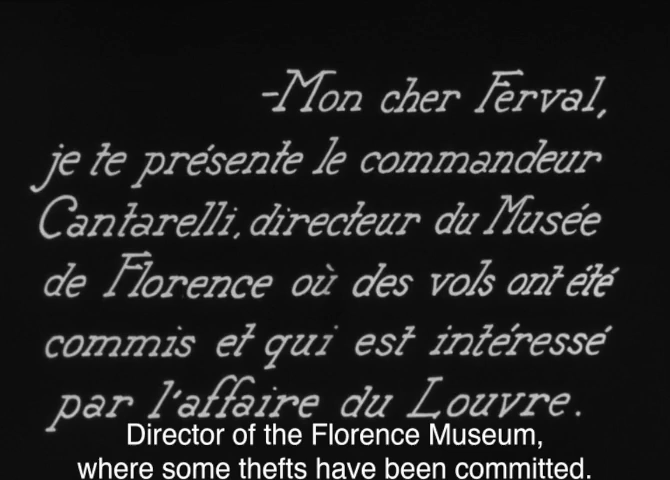 -Mon cher Ferval,
je te présente le commandeur
Cantarelli, directeur du Musée
de Florence où des vols ont été
commis et qui est intéressé
par l'affaire du Louvre.
Director of the Florence Museum,
where some thefts have been committed.